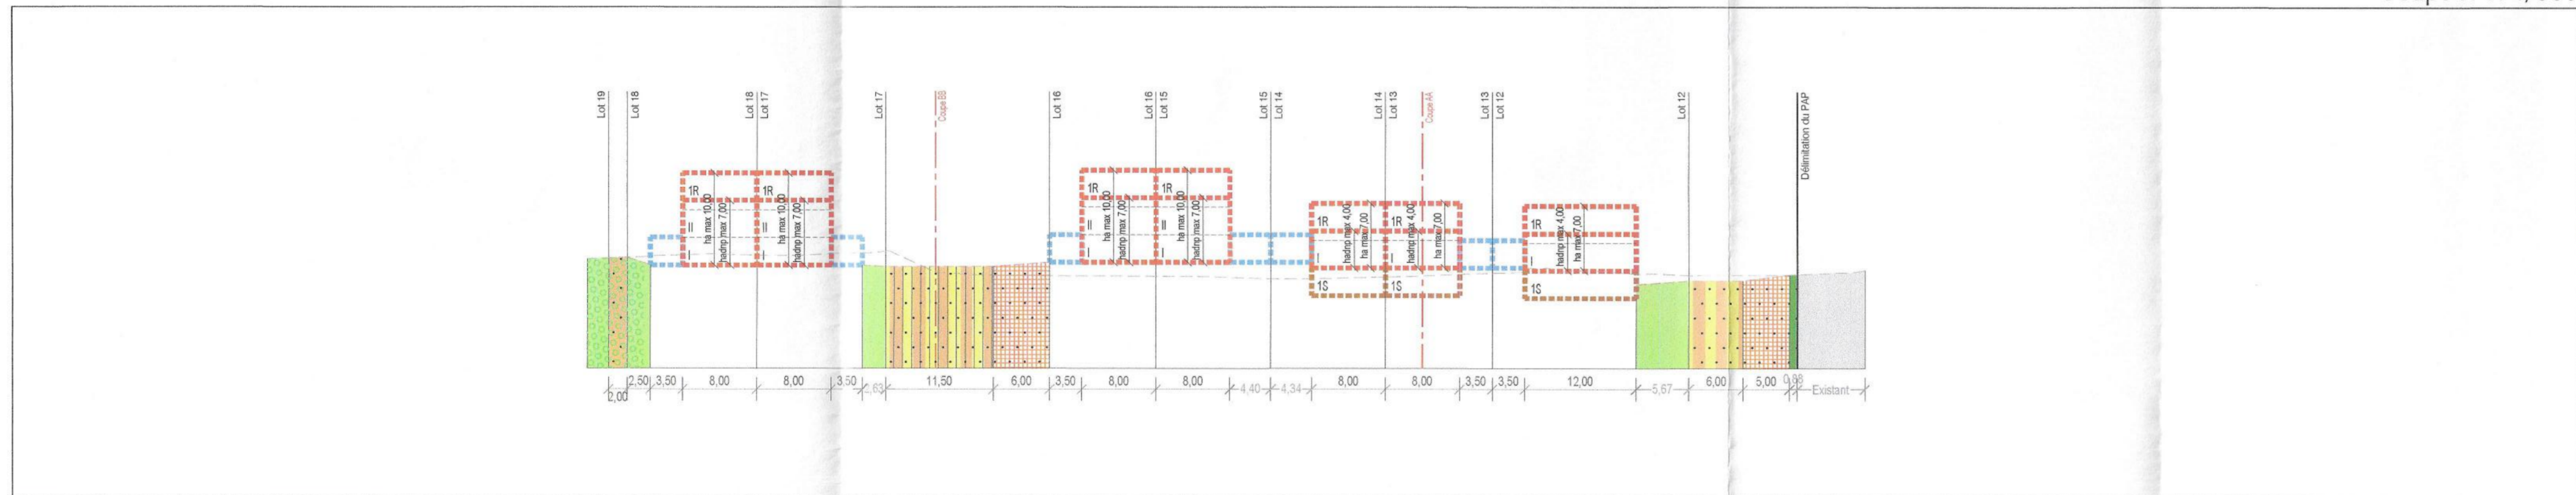 Lot 19
Lot 18
Lot 18
Lot 17
Lot 17
Coupe BB
Lot 16
Lot 16
Lot 15
Lot 15
Lot 14
Lot 14
Lot 13
Coupe AA
Lot 13
Lot 12
Lot 12
Délimitation du PAP
1R
II
I
ha max 10,00
hadnp max 7,00
1R
II
I
ha max 10,00
hadnp max 7,00
1R
II
I
ha max 10,00
hadnp max 7,00
1R
II
I
ha max 10,00
hadnp max 7,00
1R
I
1S
hadnp max 4,00
ha max 7,00
1R
I
1S
hadnp max 4,00
ha max 7,00
1R
I
1S
hadnp max 4,00
ha max 7,00
2,00
2,50
3,50
8,00
8,00
3,50
2,63
11,50
6,00
3,50
8,00
8,00
4,40
4,34
8,00
8,00
3,50
3,50
12,00
5,67
6,00
5,00
Existant